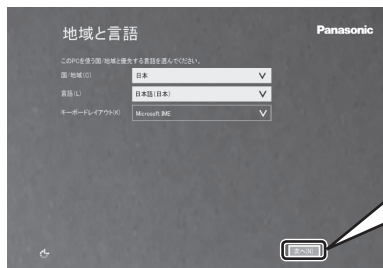 地域と言語
Panasonic
このPCを使う国/地域と優先する言語を選んでください。
国/地域(C)
日本
言語(L)
日本語(日本)
キーボードレイアウト(K)
Microsoft IME
次へ(N)